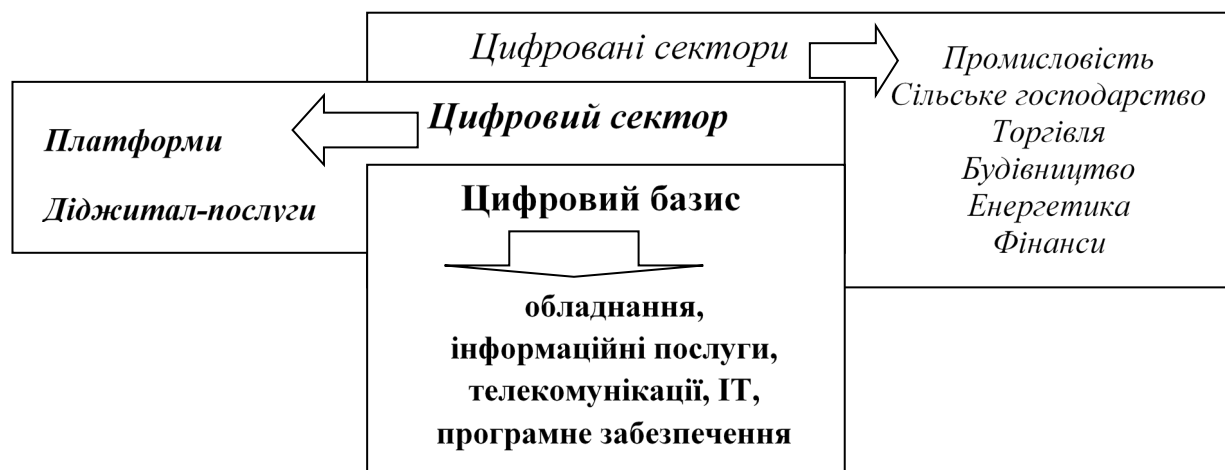 Цифровані сектори
Промисловість
Сільське господарство
Торгівля
Будівництво
Енергетика
Фінанси
Цифровий сектор
Платформи
Діджитал-послуги
Цифровий базис
обладнання,
інформаційні послуги,
телекомунікації, ІТ,
програмне забезпечення